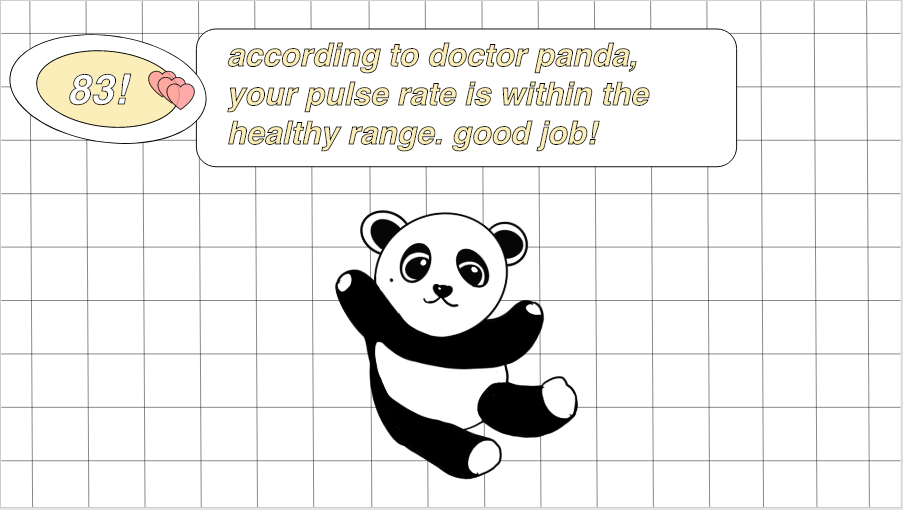 83!
according to doctor panda,
your pulse rate is within the
healthy range. good job!